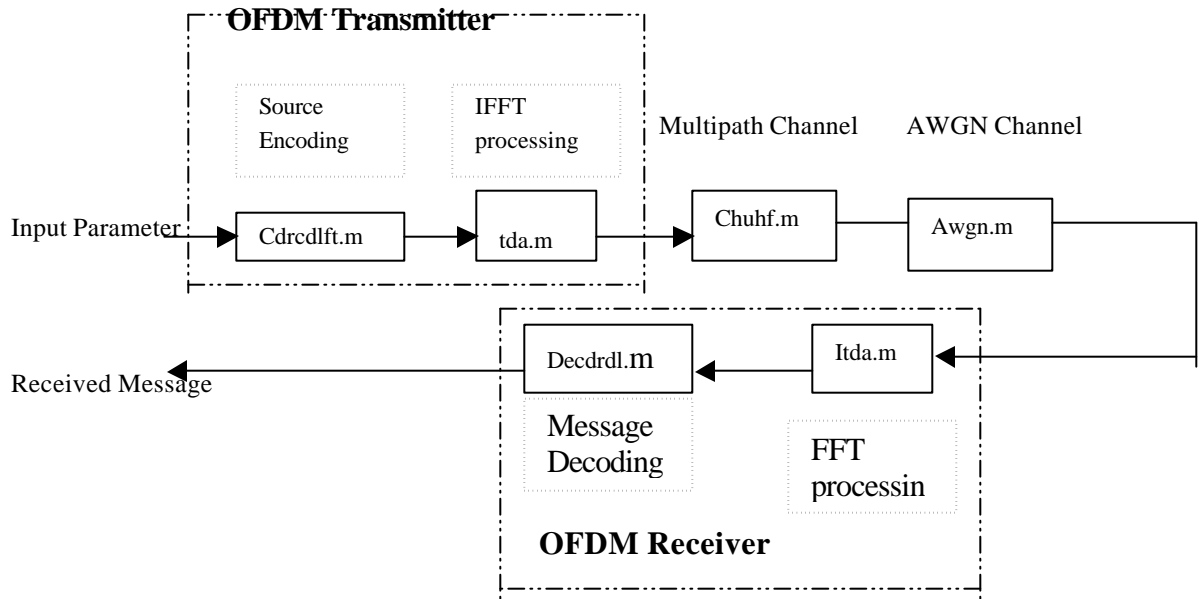 OFDM Transmitter
Source
Encoding
IFFT
processing
Multipath Channel
AWGN Channel
Input Parameter
Cdrcdlft.m
tda.m
Chuhf.m
Awgn.m
Received Message
Decdrdl.m
Itda.m
Message
Decoding
FFT
processin
OFDM Receiver